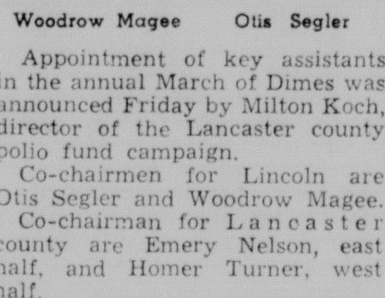 Woodrow Magee Otis Segler
Appointment of key assistants
in the annual March of Dimes was
announced Friday by Milton Koch,
director of the Lancaster county
polio fund campaign.
Co-chairmen for Lincoln are
Otis Segler and Woodrow Magee.
Co-chairman for Lancaster
county are Emery Nelson, east
half, and Homer Turner, west
half.